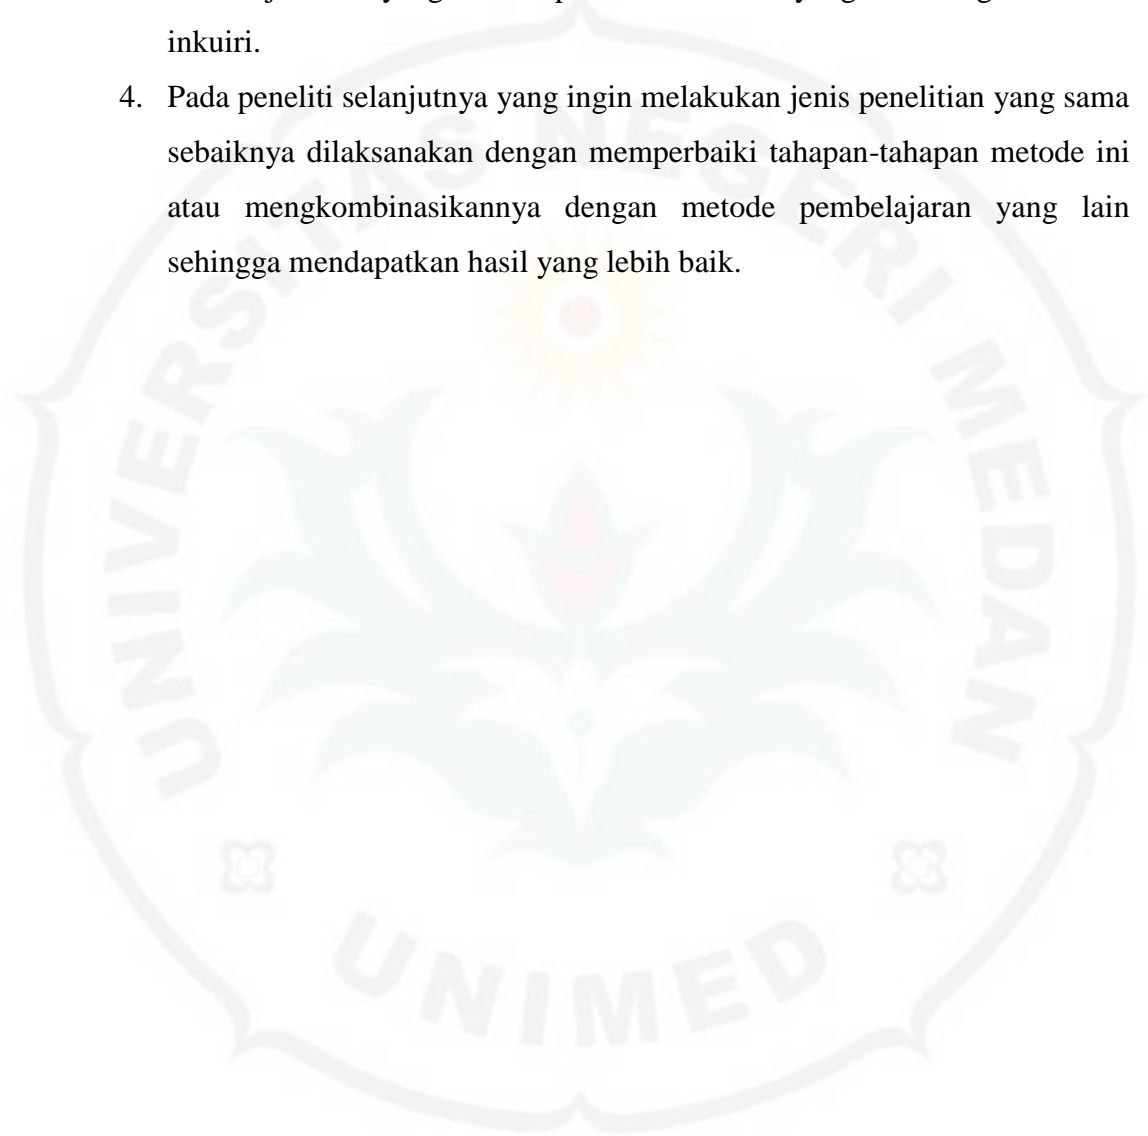 inkuiri.
4. Pada peneliti selanjutnya yang ingin melakukan jenis penelitian yang sama
sebaiknya dilaksanakan dengan memperbaiki tahapan-tahapan metode ini
atau mengkombinasikannya dengan metode pembelajaran yang lain
sehingga mendapatkan hasil yang lebih baik.
UNIVERSITAS NEGERI MEDAN
UNIMED